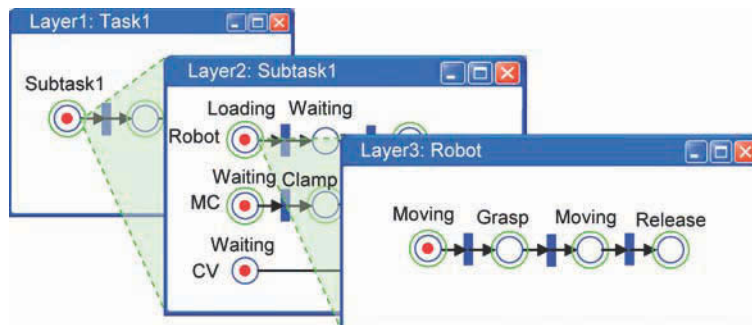 Layer1: Task1
Subtask1
Layer2: Subtask1
Loading Waiting
Robot
Waiting Clamp
MC
Waiting
CV
Layer3: Robot
Moving Grasp Moving Release